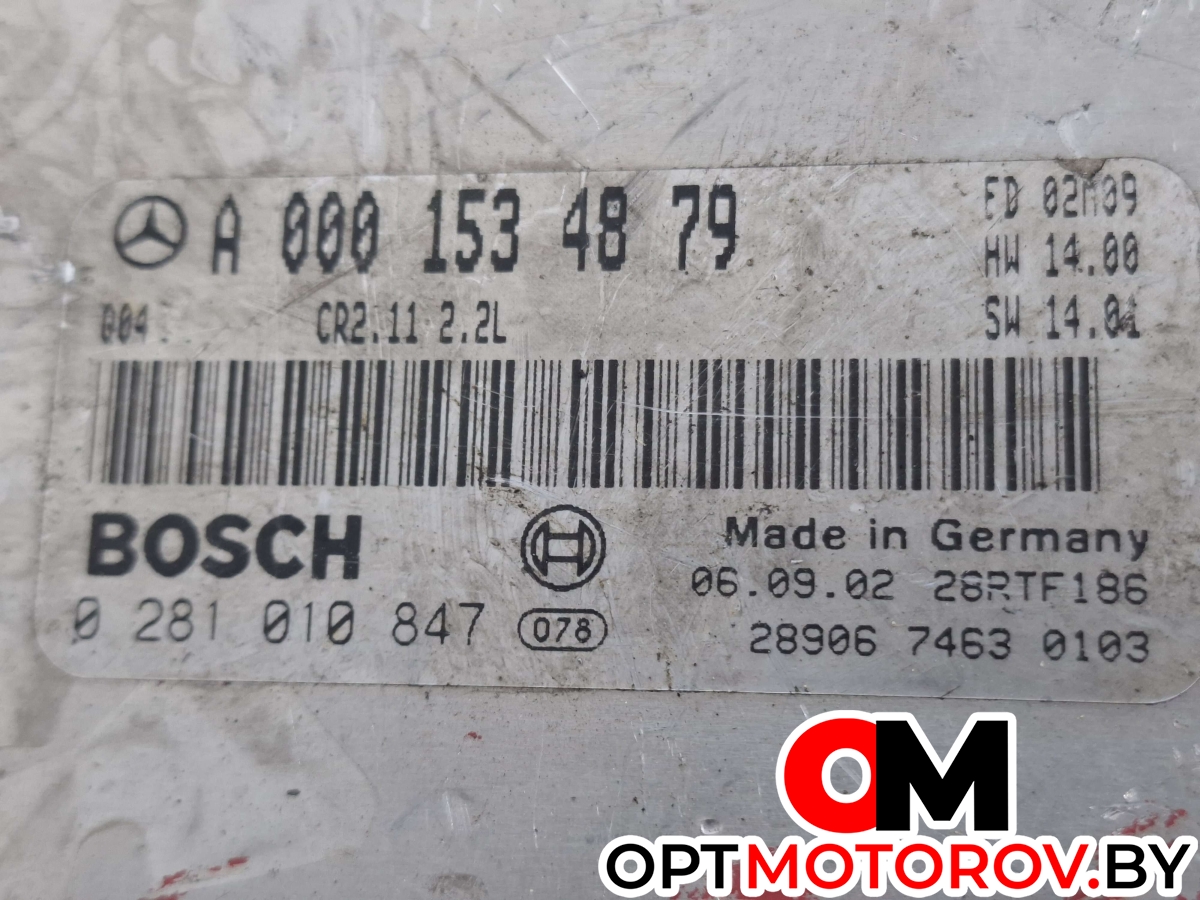 A 000 153 48 79
ED 02M09
HW 14.00
SW 14.01
004
CR2.11 2.2L
BOSCH
Made in Germany
06.09.02 28RTF186
0 281 010 847 078
28906 7463 0103
OM
OPTMOTOROV.BY